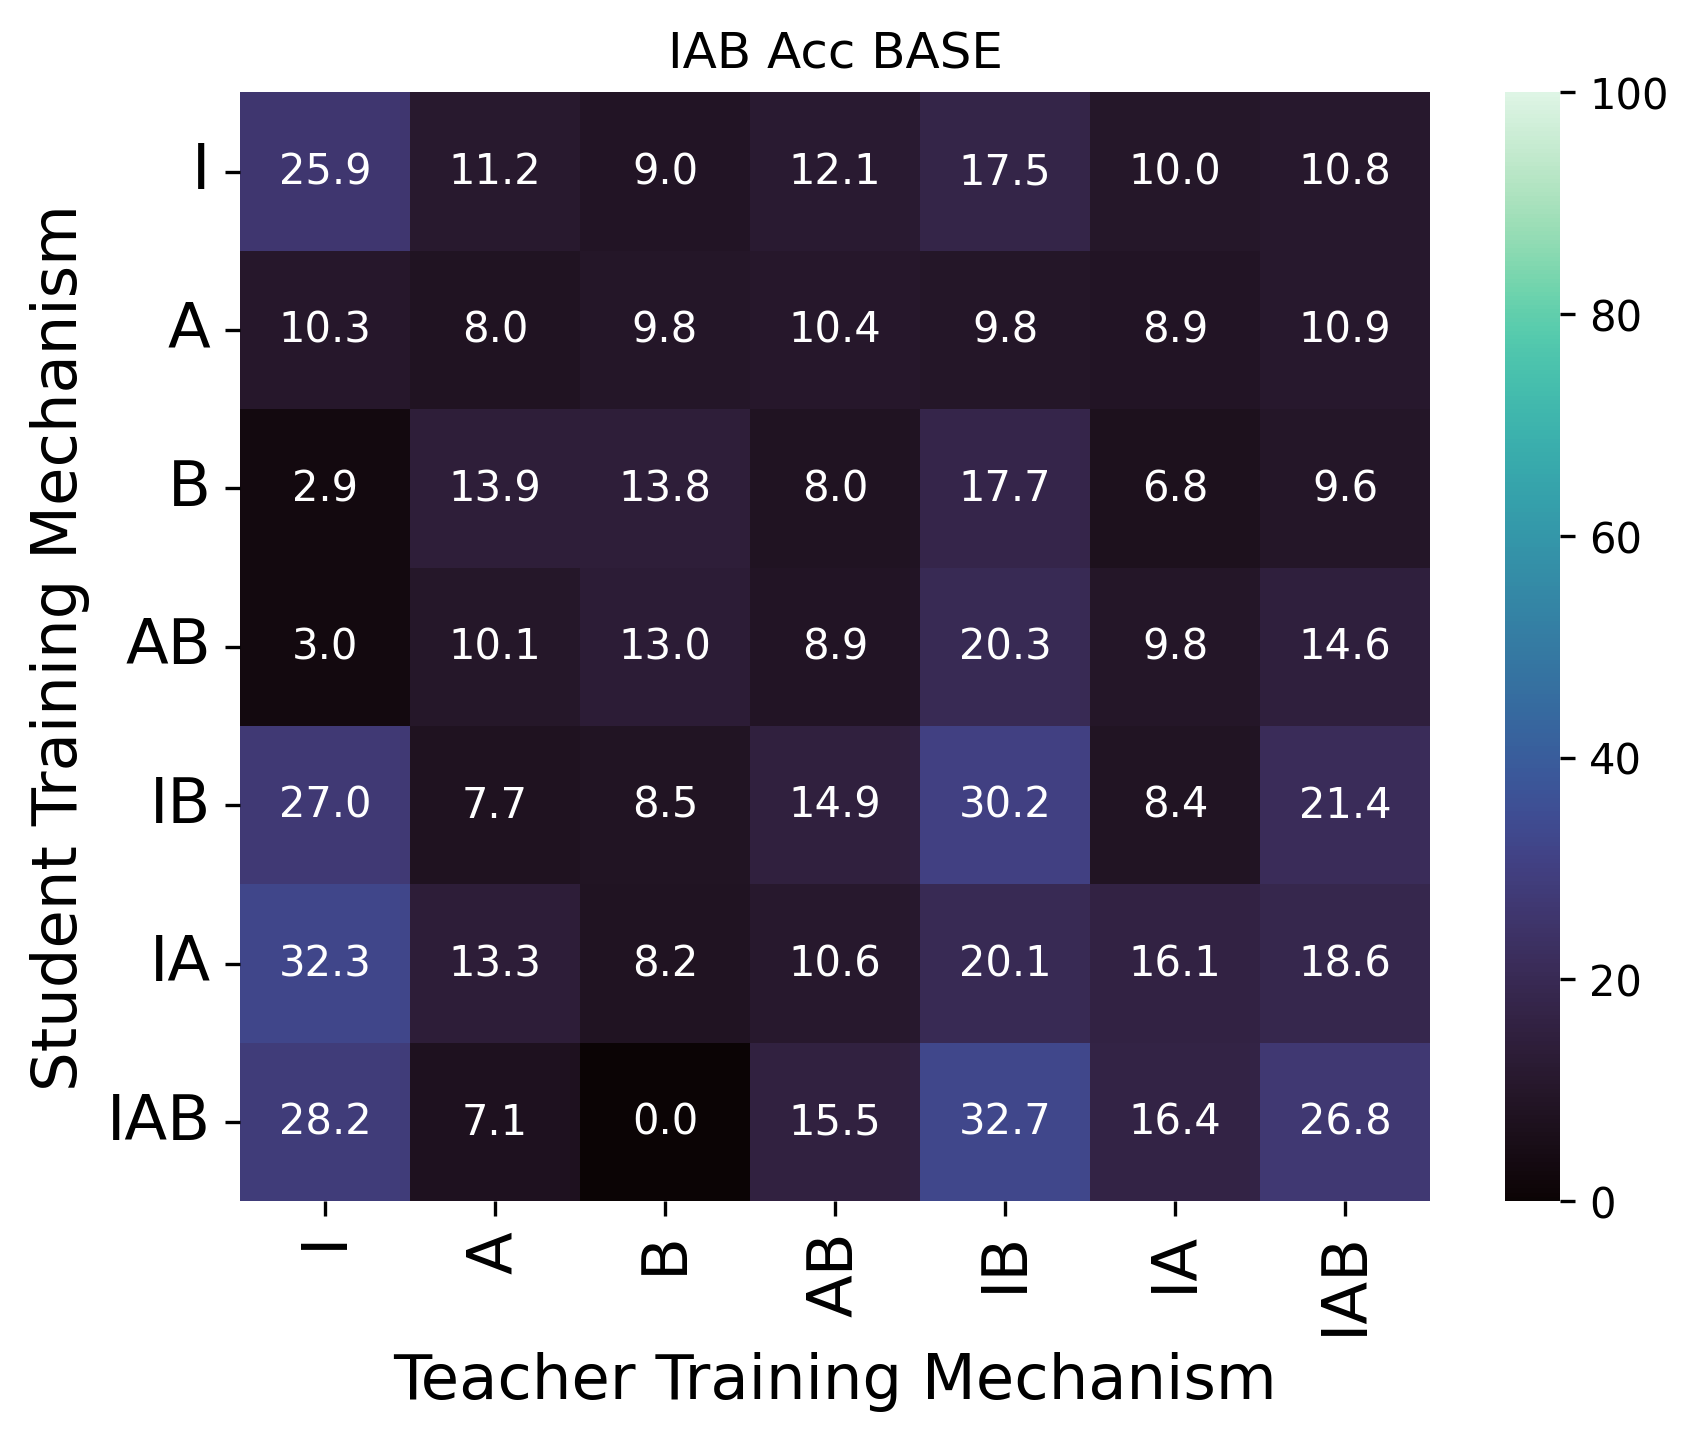 IAB Acc BASE
Student Training Mechanism
I 25.9 11.2 9.0 12.1 17.5 10.0 10.8
A 10.3 8.0 9.8 10.4 9.8 8.9 10.9
B 2.9 13.9 13.8 8.0 17.7 6.8 9.6
AB 3.0 10.1 13.0 8.9 20.3 9.8 14.6
IB 27.0 7.7 8.5 14.9 30.2 8.4 21.4
IA 32.3 13.3 8.2 10.6 20.1 16.1 18.6
IAB 28.2 7.1 0.0 15.5 32.7 16.4 26.8
I A B AB IB IA IAB
Teacher Training Mechanism
100
80
60
40
20
0